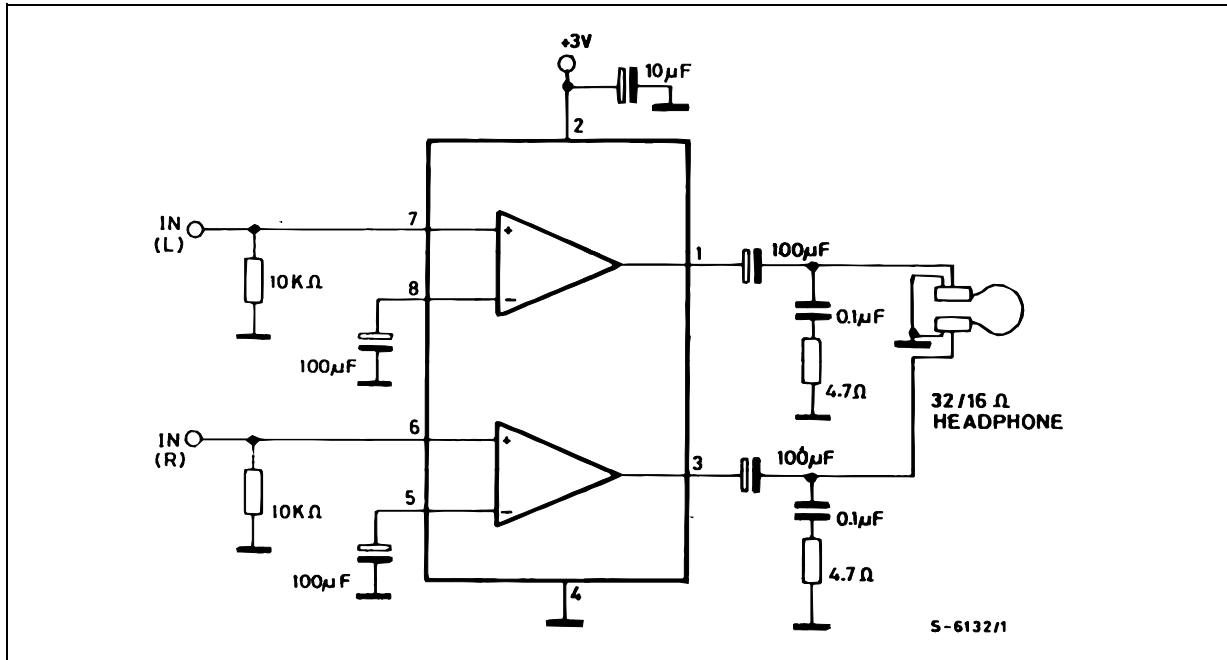 +3V
10µF
2
IN
(L)
7
10KΩ
+
8
−
100µF
1
100µF
0.1µF
4.7Ω
32/16 Ω
HEADPHONE
IN
(R)
6
10KΩ
+
5
−
100µF
3
100µF
0.1µF
4.7Ω
4
S-6132/1